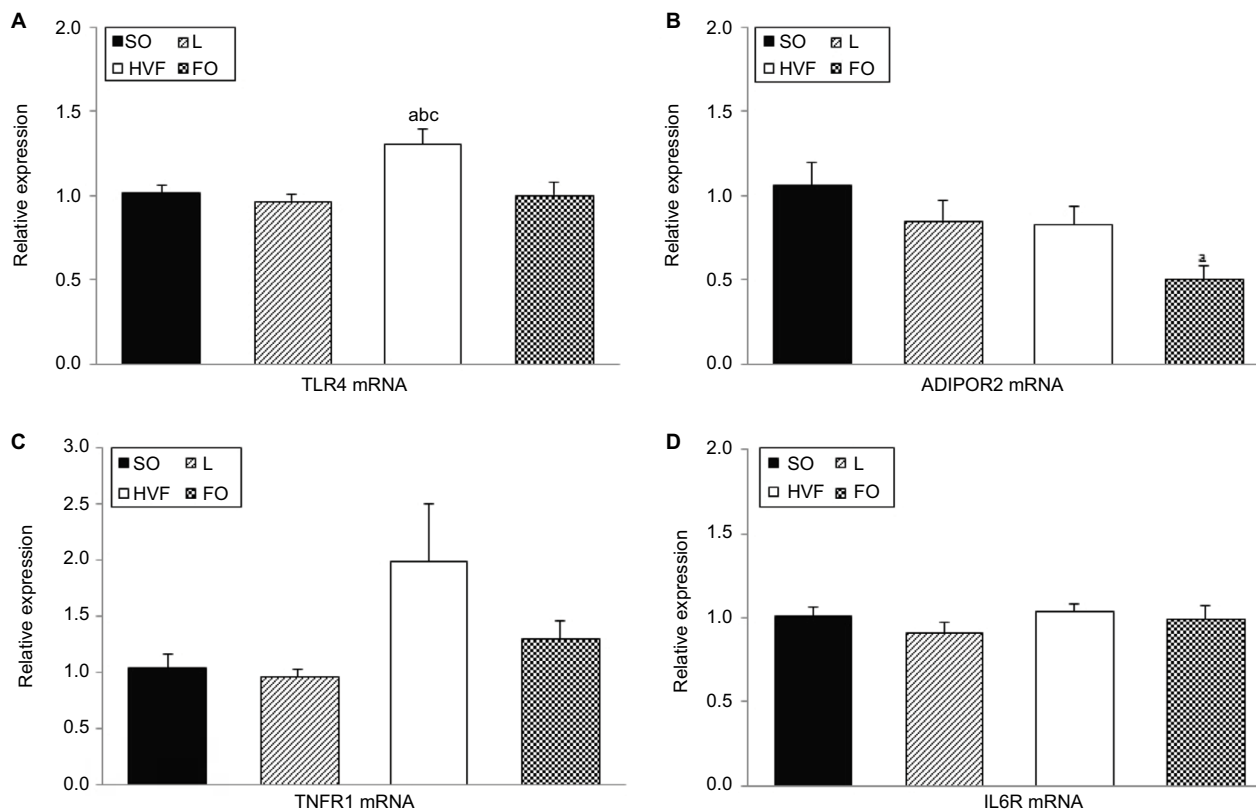 A
2.0
SO L
HVF FO
1.5
abc
1.0
0.5
0.0
Relative expression
TLR4 mRNA
B
2.0
SO L
HVF FO
1.5
1.0
a
0.5
0.0
Relative expression
ADIPOR2 mRNA
C
3.0
SO L
HVF FO
2.5
2.0
1.5
1.0
0.5
0.0
Relative expression
TNFR1 mRNA
D
2.0
SO L
HVF FO
1.5
1.0
0.5
0.0
Relative expression
IL6R mRNA